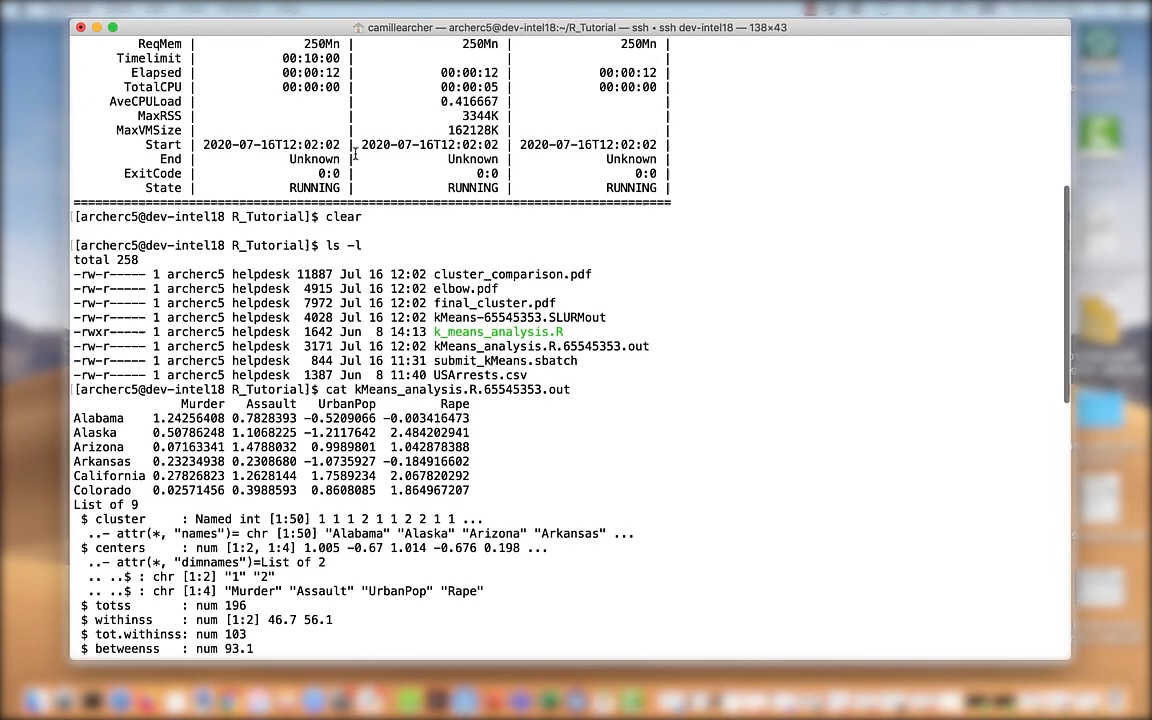 camillearcher — archerc5@dev-intel18:~/R_Tutorial — ssh ‹ ssh dev-intel18 — 138×43
ReqMem | 250Mn | 250Mn | 250Mn |
Timelimit | 00:10:00 | | |
Elapsed | 00:00:12 | 00:00:12 | 00:00:12 |
TotalCPU | 00:00:00 | 00:00:05 | 00:00:00 |
AveCPULoad | | 0.416667 | |
MaxRSS | | 3344K | |
MaxVMSize | | 162128K | |
Start | 2020-07-16T12:02:02 | 2020-07-16T12:02:02 | 2020-07-16T12:02:02 |
End | Unknown | Unknown | Unknown |
ExitCode | 0:0 | 0:0 | 0:0 |
State | RUNNING | RUNNING | RUNNING |
===================================================================================
[[archerc5@dev-intel18 R_Tutorial]$ clear
[[archerc5@dev-intel18 R_Tutorial]$ ls -l
total 258
-rw-r----- 1 archerc5 helpdesk 11887 Jul 16 12:02 cluster_comparison.pdf
-rw-r----- 1 archerc5 helpdesk 4915 Jul 16 12:02 elbow.pdf
-rw-r----- 1 archerc5 helpdesk 7972 Jul 16 12:02 final_cluster.pdf
-rw-r----- 1 archerc5 helpdesk 4028 Jul 16 12:02 kMeans-65545353.SLURMout
-rwxr----- 1 archerc5 helpdesk 1642 Jun 8 14:13 k_means_analysis.R
-rw-r----- 1 archerc5 helpdesk 3171 Jul 16 12:02 kMeans_analysis.R.65545353.out
-rw-r----- 1 archerc5 helpdesk 844 Jul 16 11:31 submit_kMeans.sbatch
-rw-r----- 1 archerc5 helpdesk 1387 Jun 8 11:40 USArrests.csv
[[archerc5@dev-intel18 R_Tutorial]$ cat kMeans_analysis.R.65545353.out
Murder Assault UrbanPop Rape
Alabama 1.24256408 0.7828393 -0.5209066 -0.003416473
Alaska 0.50786248 1.1068225 -1.2117642 2.484202941
Arizona 0.07163341 1.4788032 0.9989801 1.042878388
Arkansas 0.23234938 0.2308680 -1.0735927 -0.184916602
California 0.27826823 1.2628144 1.7589234 2.067820292
Colorado 0.02571456 0.3988593 0.8608085 1.864967207
List of 9
$ cluster : Named int [1:50] 1 1 1 2 1 1 2 2 1 1 ...
..- attr(*, "names")= chr [1:50] "Alabama" "Alaska" "Arizona" "Arkansas" ...
$ centers : num [1:2, 1:4] 1.005 -0.67 1.014 -0.676 0.198 ...
..- attr(*, "dimnames")=List of 2
.. ..$ : chr [1:2] "1" "2"
.. ..$ : chr [1:4] "Murder" "Assault" "UrbanPop" "Rape"
$ totss : num 196
$ withinss : num [1:2] 46.7 56.1
$ tot.withinss: num 103
$ betweenss : num 93.1